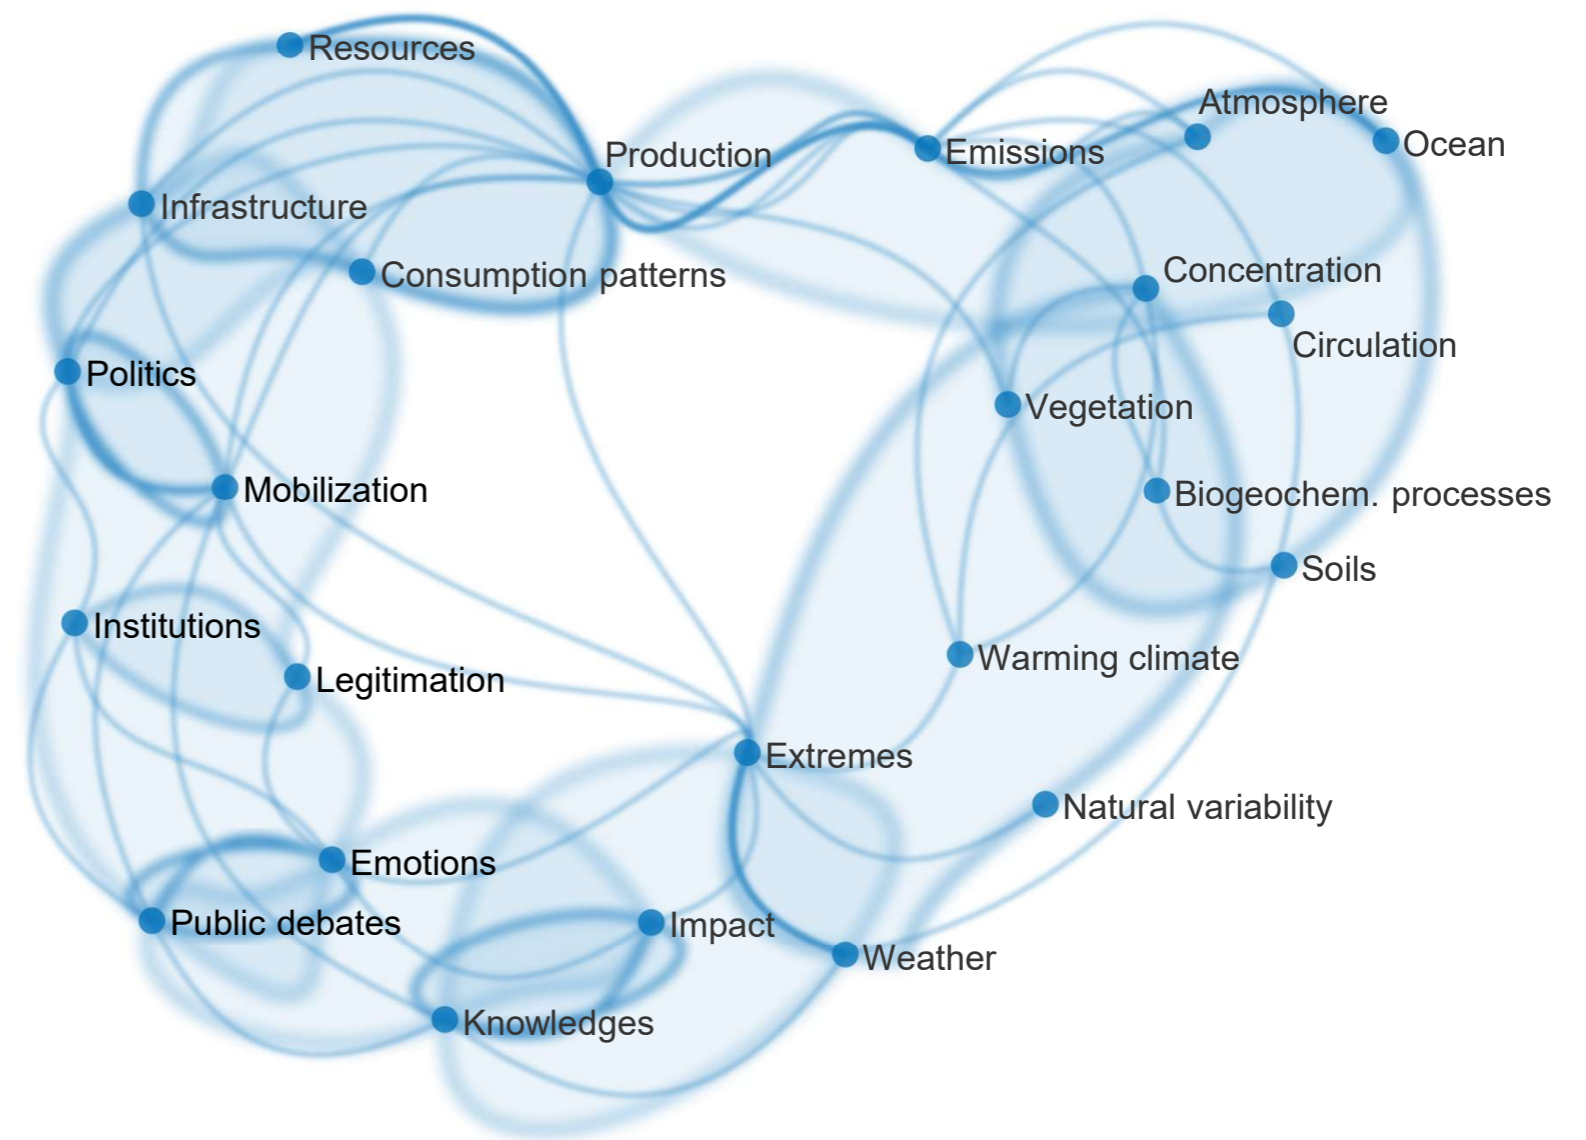 Resources
Atmosphere
Ocean
Production
Emissions
Infrastructure
Consumption patterns
Concentration
Circulation
Politics
Vegetation
Mobilization
Biogeochem. processes
Soils
Institutions
Legitimation
Warming climate
Extremes
Natural variability
Emotions
Public debates
Impact
Weather
Knowledges